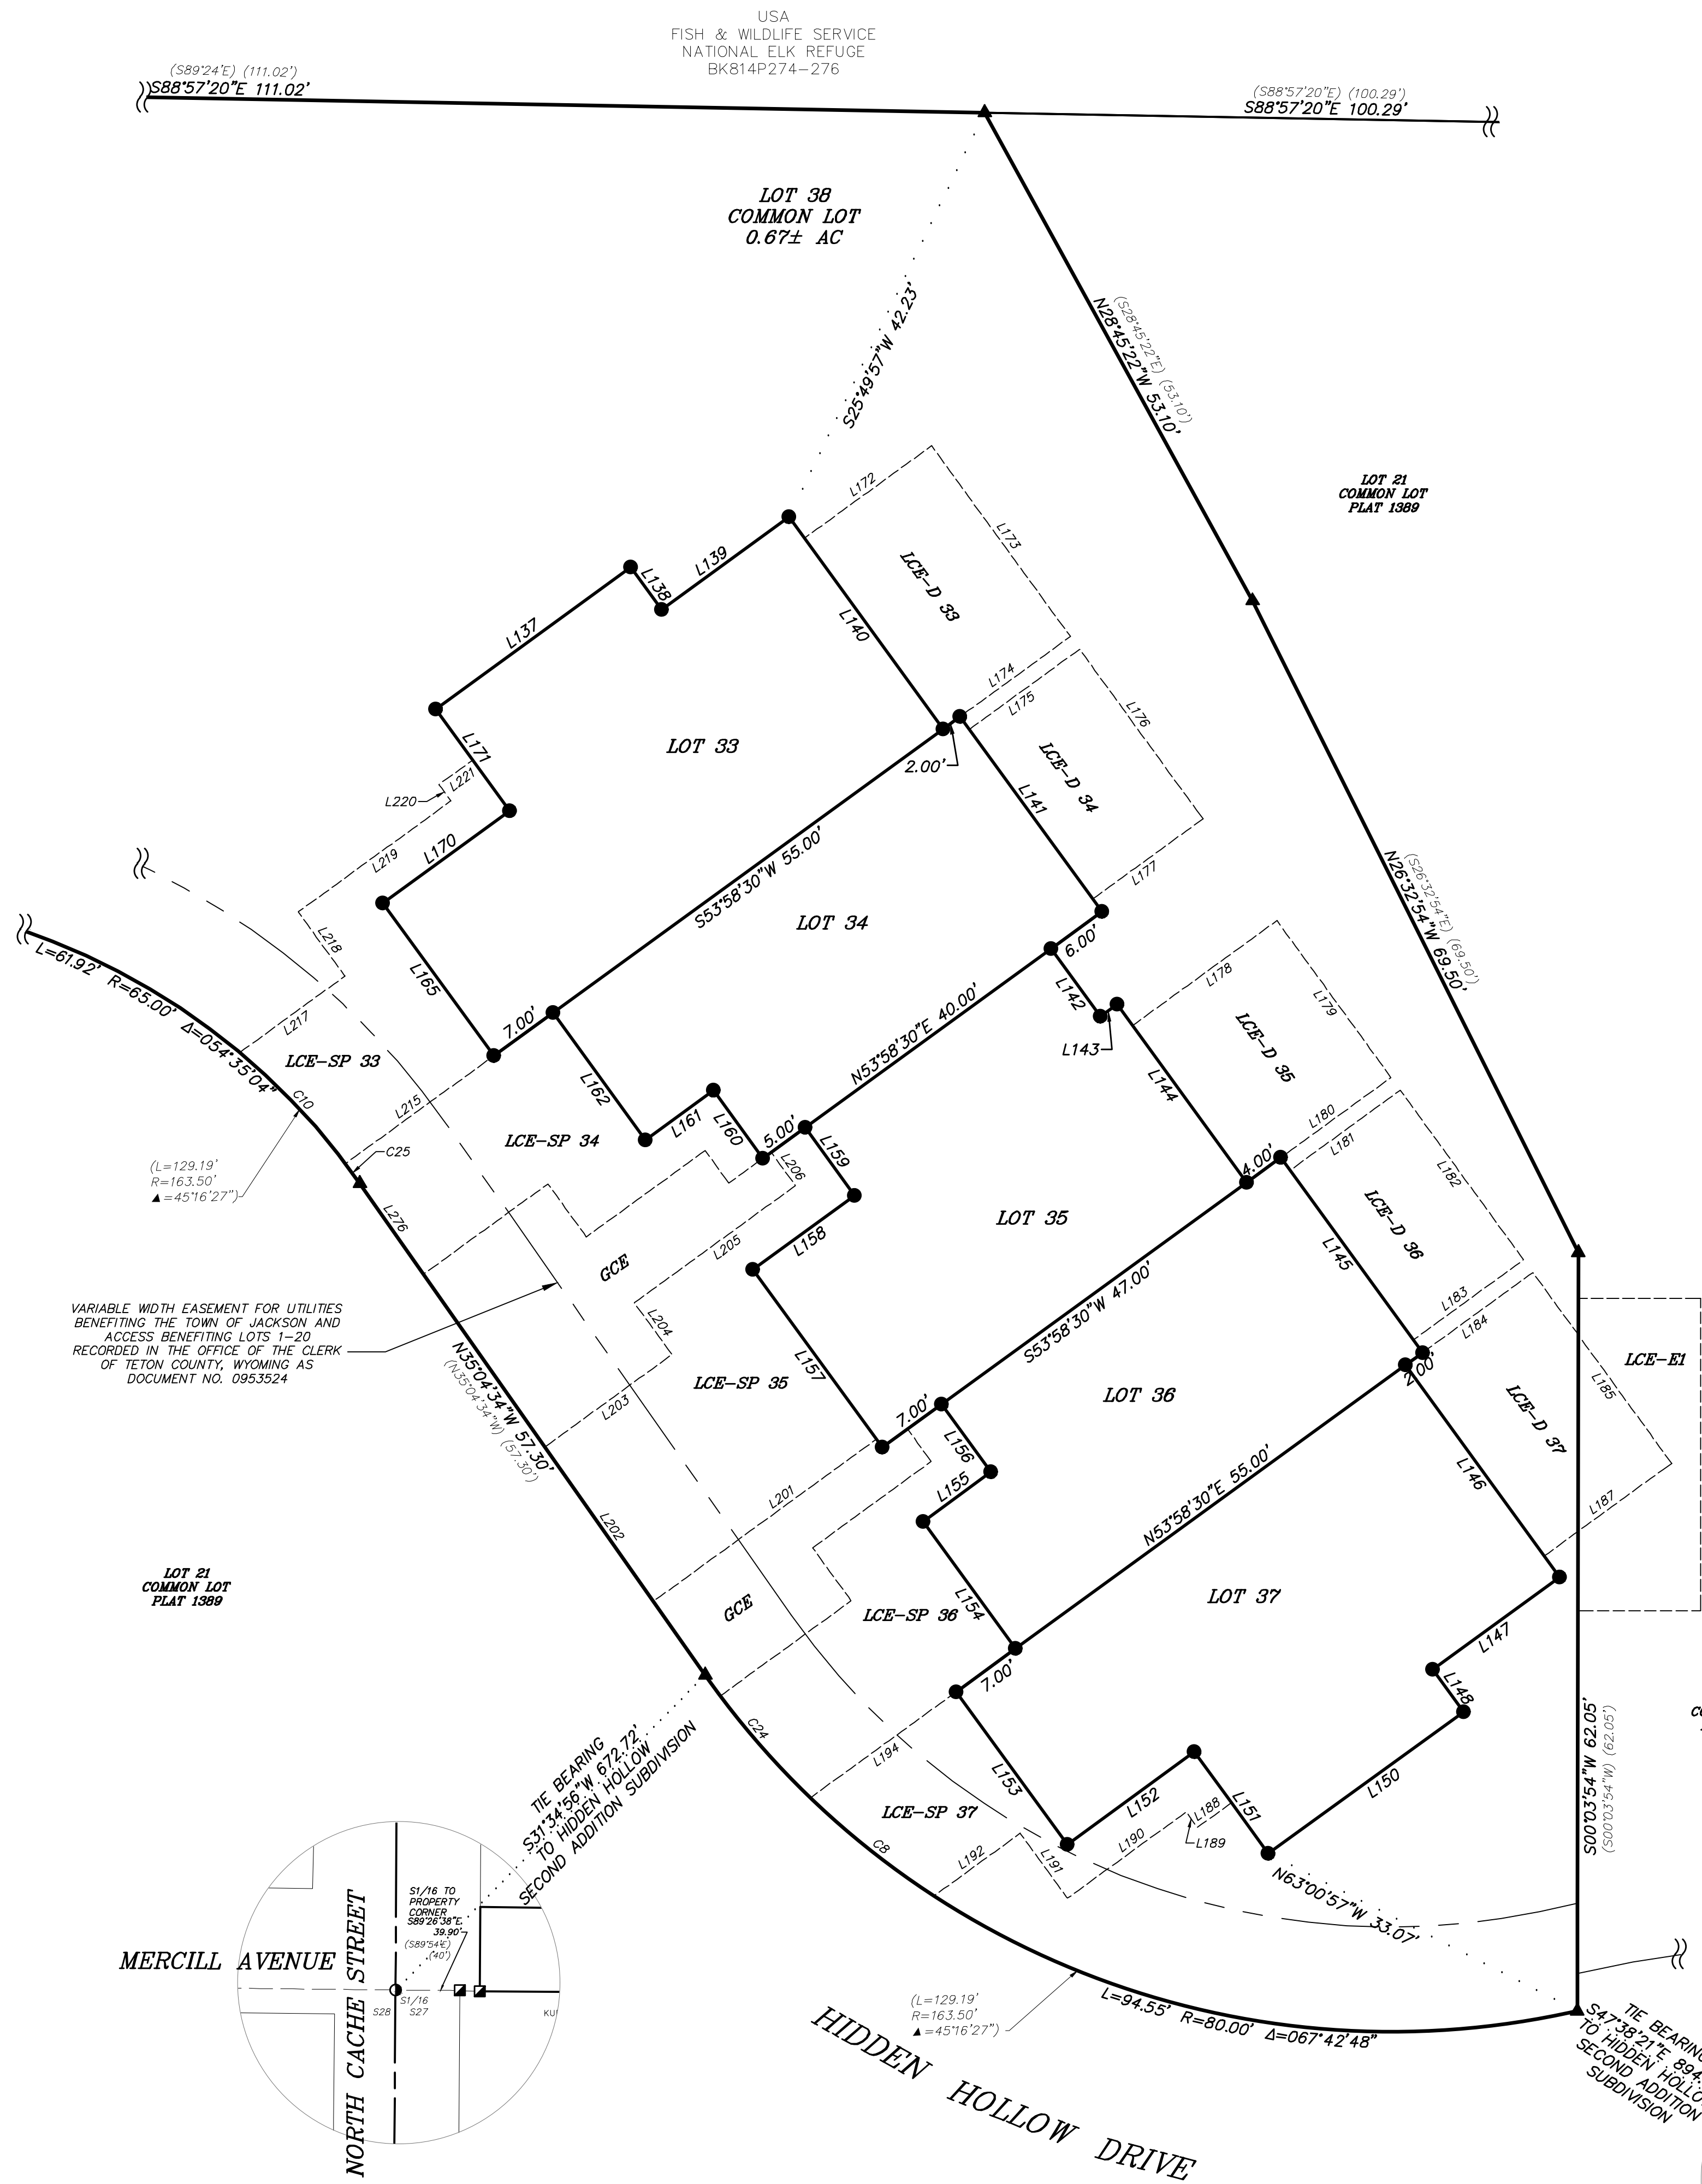 USA
FISH & WILDLIFE SERVICE
NATIONAL ELK REFUGE
BK814P274-276
(S89°24'E) (111.02')
S88°57'20"E 111.02'
(S88°57'20"E) (100.29')
S88°57'20"E 100.29'
LOT 38
COMMON LOT
0.67± AC
S25°49'57"W 42.23'
(S28°45'22"E) (53.10')
N28°45'22"W 53.10'
LOT 21
COMMON LOT
PLAT 1389
L172
L173
LCE-D 33
L139
L138
L137
L140
L174
L175
L176
LCE-D 34
LOT 33
2.00'
L171
L221
L220
L141
L219
L170
S53°58'30"W 55.00'
L177
(S26°32'54"E) (69.50')
N26°32'54"W 69.50'
LOT 34
6.00'
L218
L165
L178
L179
L142
L=61.92' R=65.00' Δ=054°35'04"
L217
7.00'
N53°58'30"E 40.00'
LCE-D 35
L143
LCE-SP 33
L162
L144
C10
L215
L161
L160
5.00'
L180
L181
LCE-SP 34
C25
(L=129.19'
R=163.50'
▲=45°16'27")
L206
L159
4.00'
L182
L276
LOT 35
LCE-D 36
L158
L205
GCE
L145
VARIABLE WIDTH EASEMENT FOR UTILITIES
BENEFITING THE TOWN OF JACKSON AND
ACCESS BENEFITING LOTS 1-20
RECORDED IN THE OFFICE OF THE CLERK
OF TETON COUNTY, WYOMING AS
DOCUMENT NO. 0953524
L204
S53°58'30"W 47.00'
L183
L184
LCE-E1
N35°04'34"W 57.30'
(N35°04'34"W) (57.30')
LCE-SP 35
L157
2.00'
L185
LOT 36
L203
7.00'
LCE-D 37
L156
L155
L146
L201
L187
N53°58'30"E 55.00'
L202
LOT 21
COMMON LOT
PLAT 1389
GCE
LCE-SP 36
L154
LOT 37
L147
7.00'
L148
C24
L194
S00°03'54"W 62.05'
(S00°03'54"W) (62.05')
TIE BEARING
S31°34'56"W 672.72'
TO HIDDEN HOLLOW
SECOND ADDITION SUBDIVISION
L153
L150
LCE-SP 37
L152
L188
L151
L189
L190
C8
L192
L191
N63°00'57"W 33.07'
S1/16 TO
PROPERTY
CORNER
S89°26'38"E
39.90'
(S89°54'E)
(40')
MERCILL AVENUE
NORTH CACHE STREET
S1/16
S28 S27
KU
(L=129.19'
R=163.50'
▲=45°16'27")
L=94.55' R=80.00' Δ=067°42'48"
HIDDEN HOLLOW DRIVE
TIE BEARING
S47°38'21"E 894.
TO HIDDEN HOLLO
SECOND ADDITION
SUBDIVISION